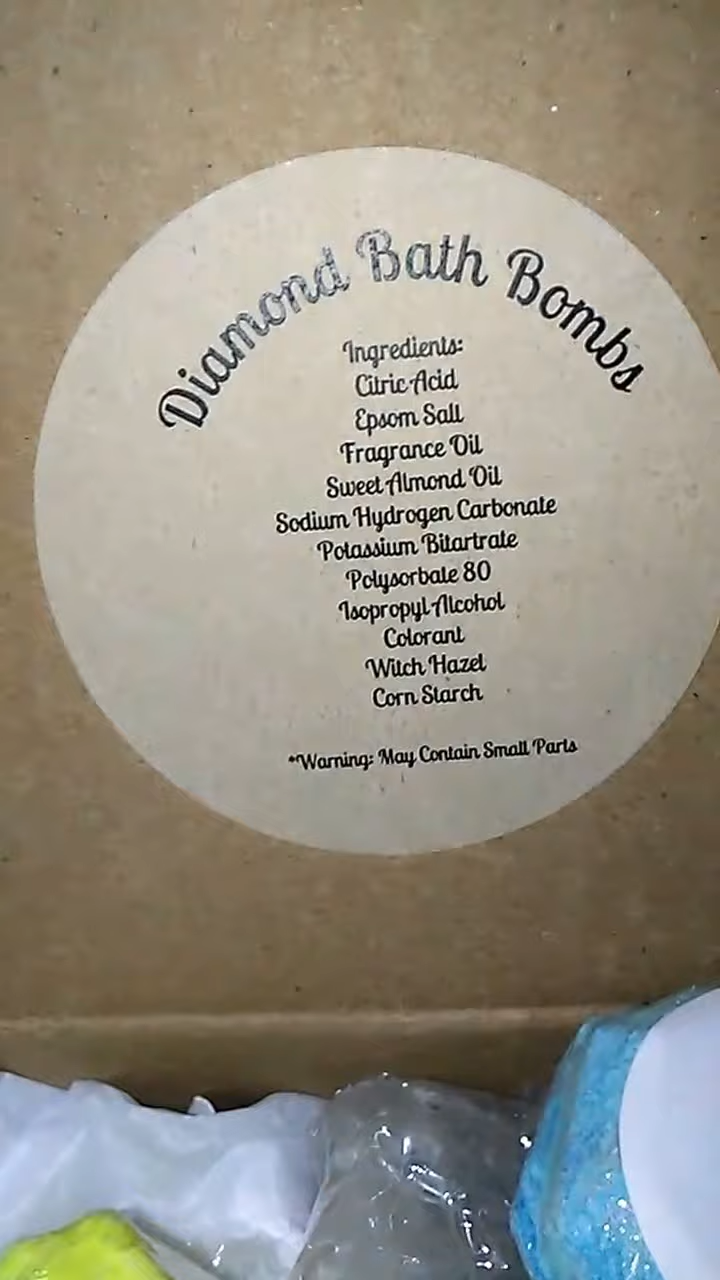 Diamond Bath Bombs
Ingredients:
Citric Acid
Epsom Salt
Fragrance Oil
Sweet Almond Oil
Sodium Hydrogen Carbonate
Potassium Bitartrate
Polysorbate 80
Isopropyl Alcohol
Colorant
Witch Hazel
Corn Starch
*Warning: May Contain Small Parts